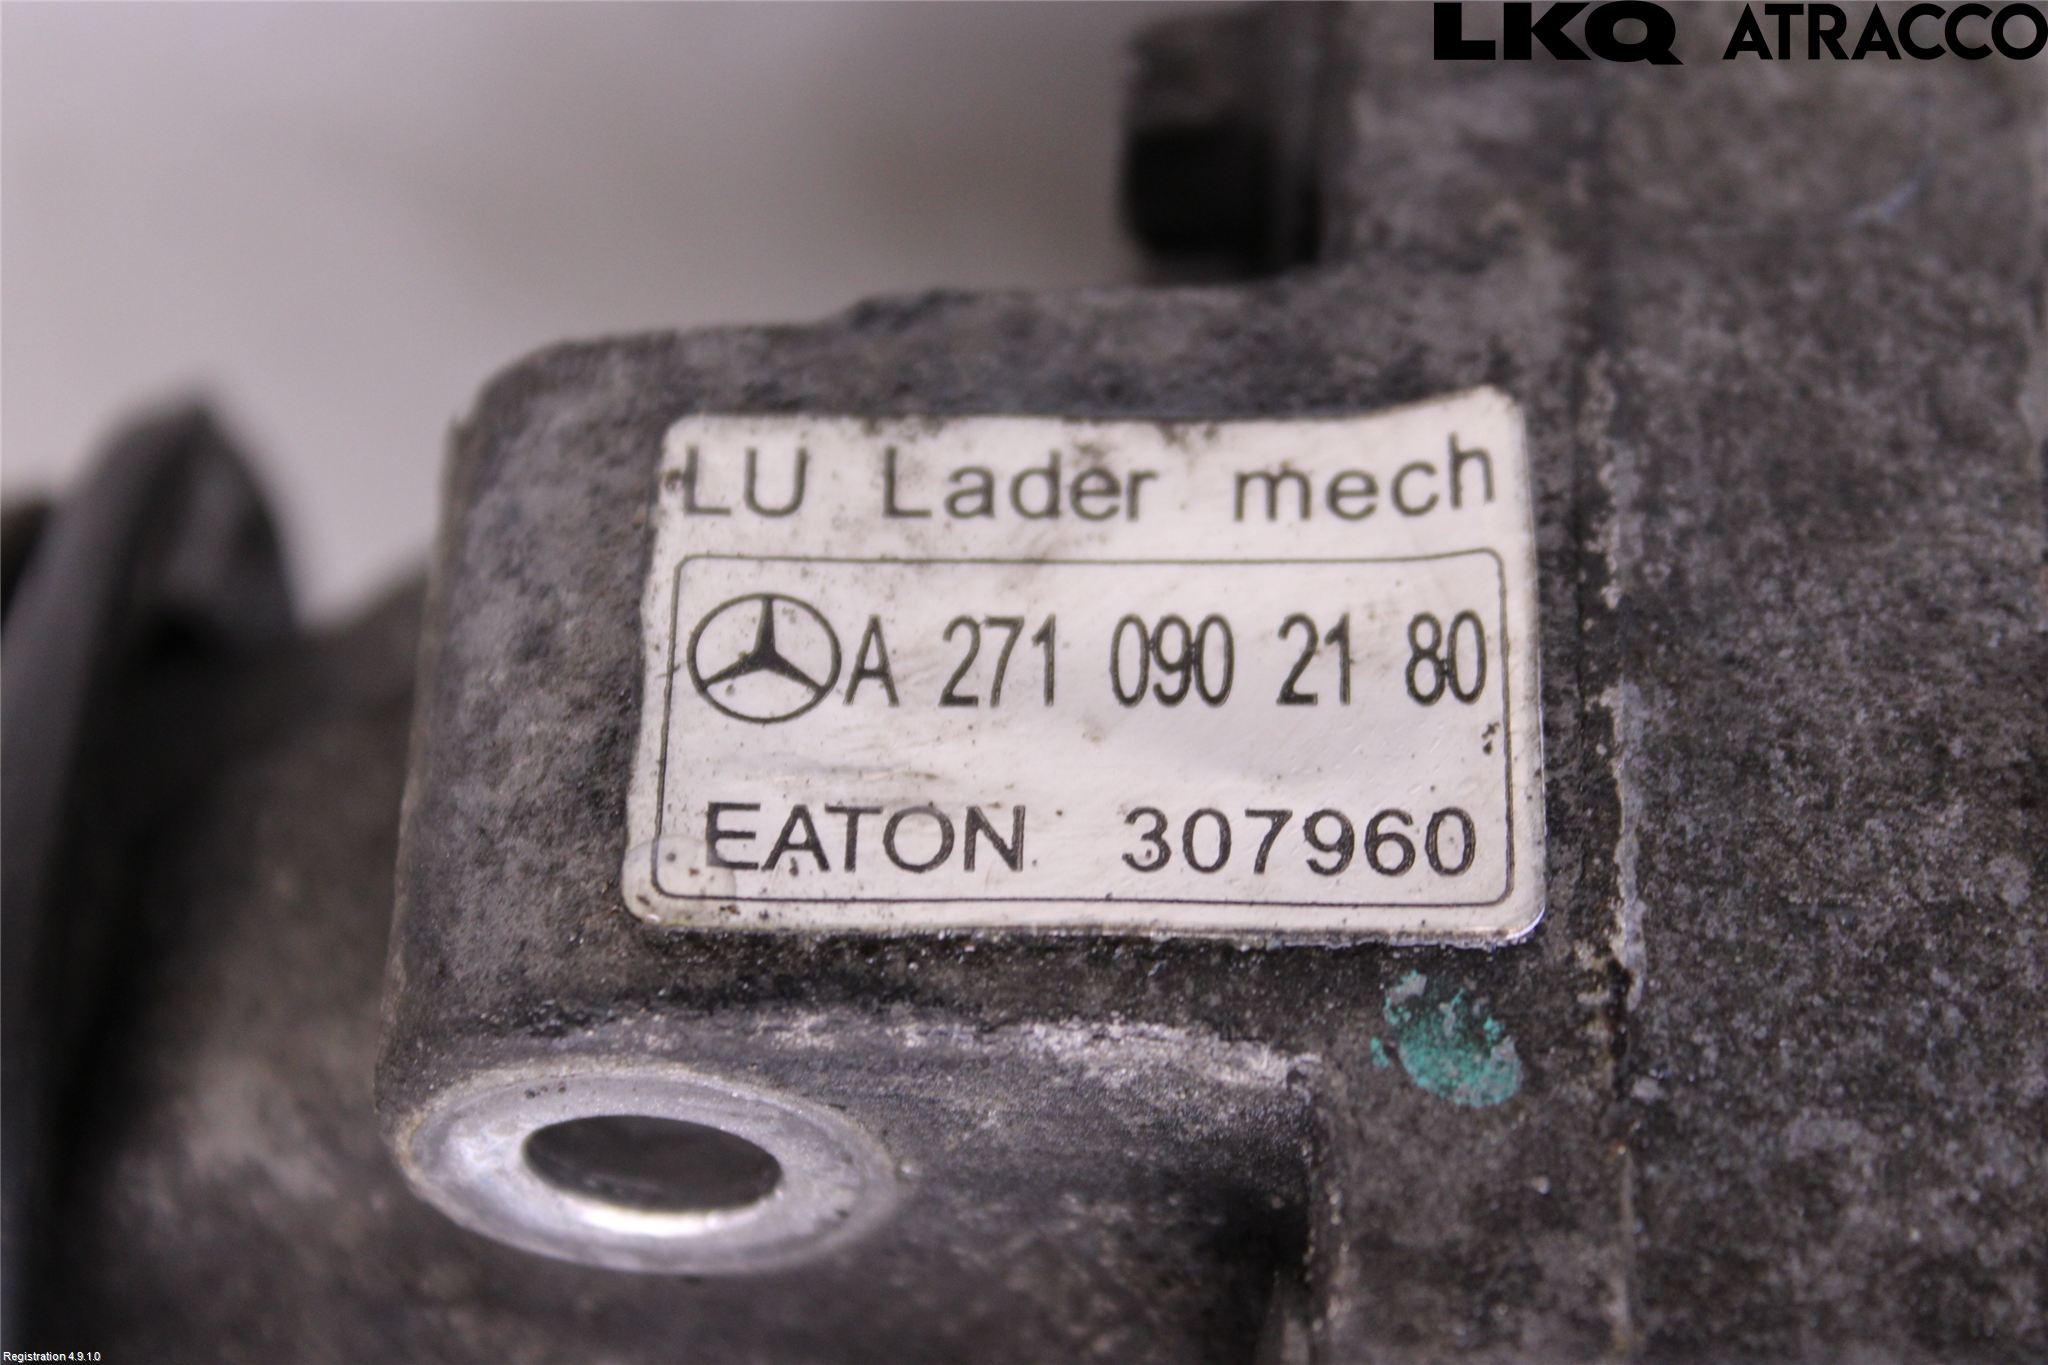 LKQ ATRACCO
LU Lader mech
A 271 090 21 80
EATON 307960
Registration 4.9.1.0